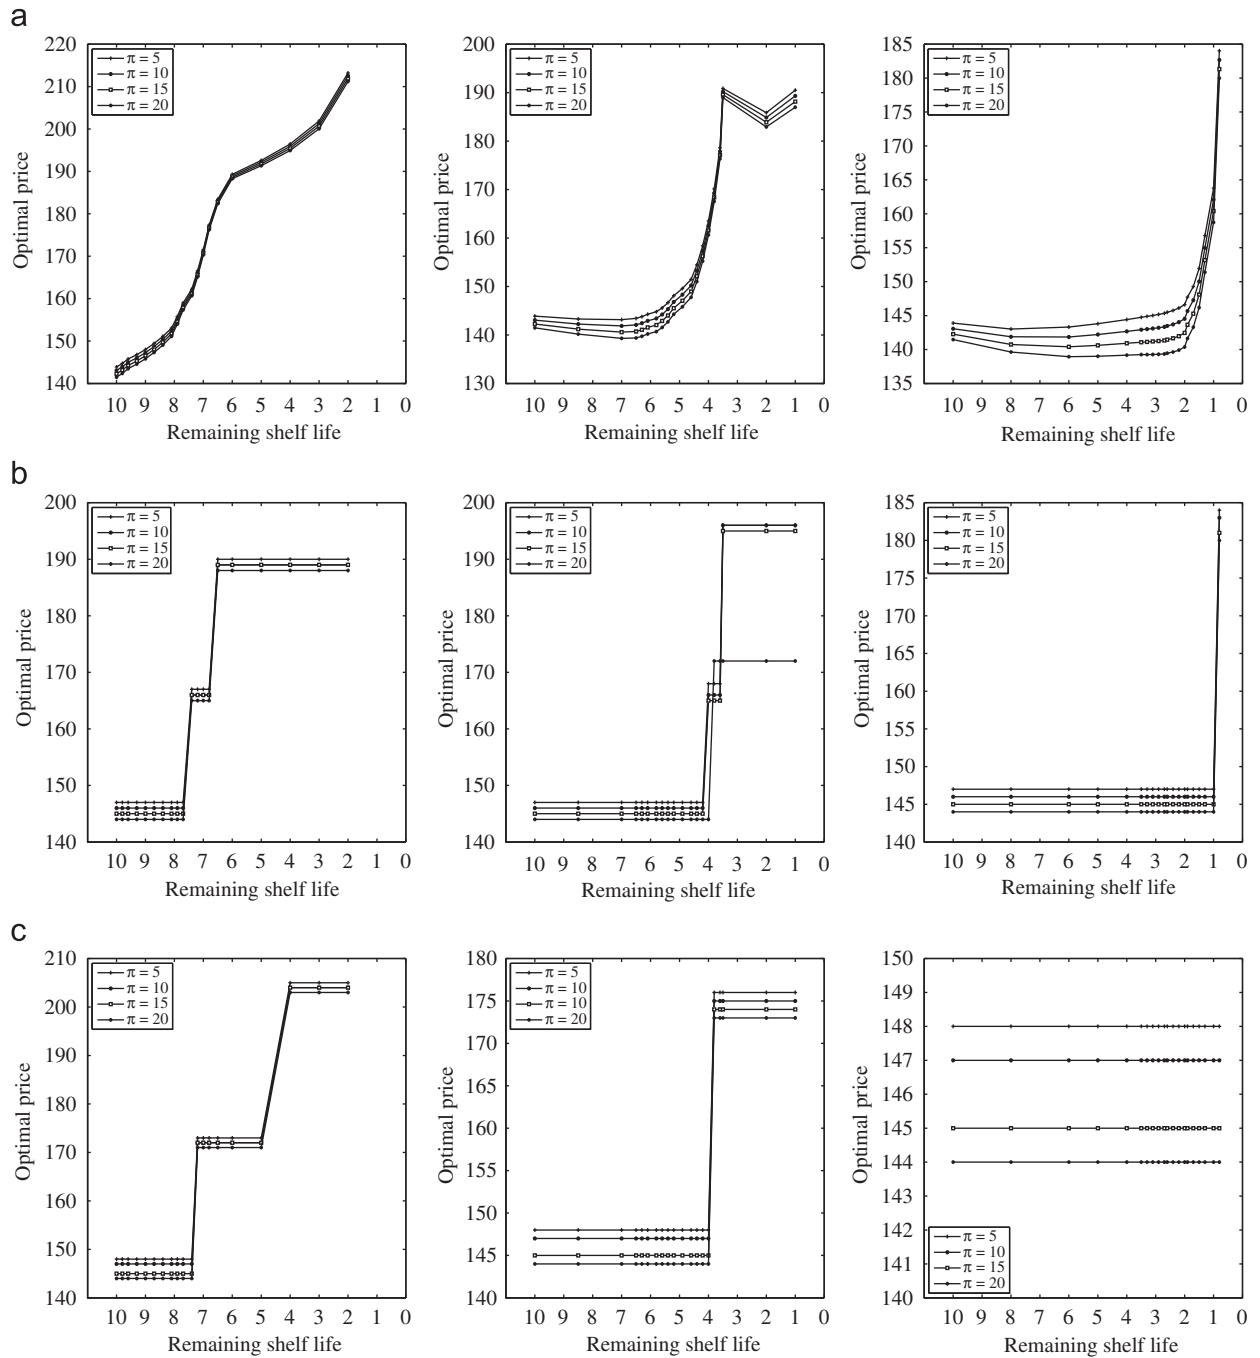 a
220
210
200
190
180
170
160
150
140
Optimal price
π = 5
π = 10
π = 15
π = 20
10 9 8 7 6 5 4 3 2 1 0
Remaining shelf life
200
190
180
170
160
150
140
130
Optimal price
π = 5
π = 10
π = 15
π = 20
10 9 8 7 6 5 4 3 2 1 0
Remaining shelf life
185
180
175
170
165
160
155
150
145
140
135
Optimal price
π = 5
π = 10
π = 15
π = 20
10 9 8 7 6 5 4 3 2 1 0
Remaining shelf life
b
200
190
180
170
160
150
140
Optimal price
π = 5
π = 10
π = 15
π = 20
10 9 8 7 6 5 4 3 2 1 0
Remaining shelf life
200
190
180
170
160
150
140
Optimal price
π = 5
π = 10
π = 15
π = 20
10 9 8 7 6 5 4 3 2 1 0
Remaining shelf life
185
180
175
170
165
160
155
150
145
140
Optimal price
π = 5
π = 10
π = 15
π = 20
10 9 8 7 6 5 4 3 2 1 0
Remaining shelf life
c
210
200
190
180
170
160
150
140
Optimal price
π = 5
π = 10
π = 15
π = 20
10 9 8 7 6 5 4 3 2 1 0
Remaining shelf life
180
175
170
165
160
155
150
145
140
Optimal price
π = 5
π = 10
π = 10
π = 20
10 9 8 7 6 5 4 3 2 1 0
Remaining shelf life
150
149
148
147
146
145
144
143
142
141
140
Optimal price
π = 5
π = 10
π = 15
π = 20
10 9 8 7 6 5 4 3 2 1 0
Remaining shelf life